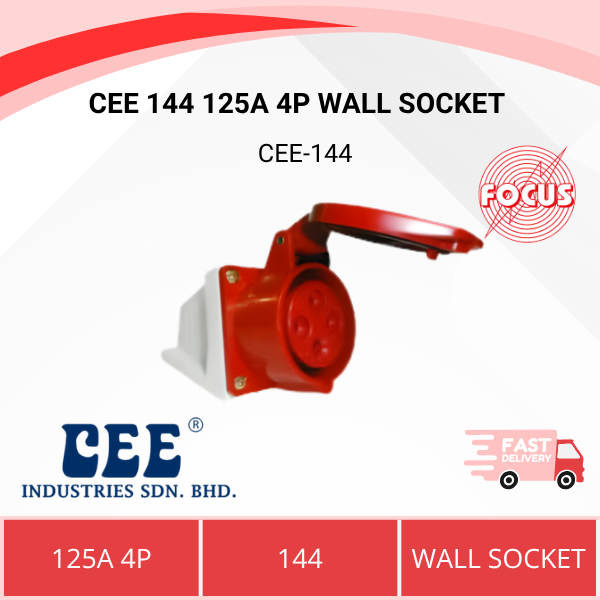 CEE 144 125A 4P WALL SOCKET
CEE-144
FOCUS
CEE®
INDUSTRIES SDN. BHD.
FAST
DELIVERY
125A 4P
144
WALL SOCKET